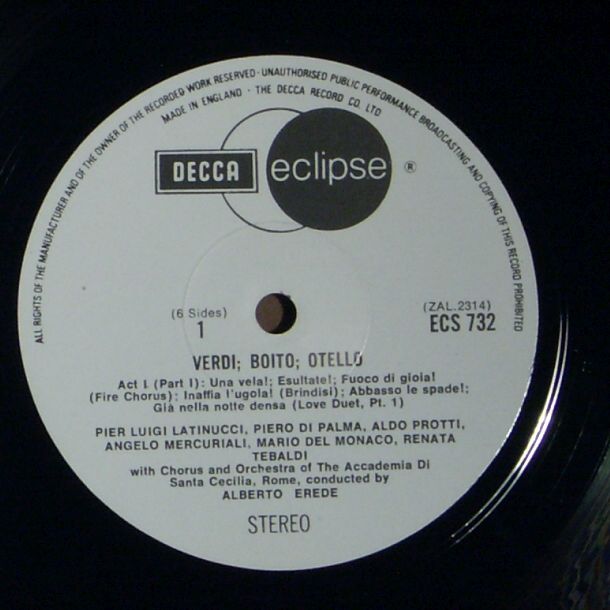 ALL RIGHTS OF THE MANUFACTURER AND OF THE OWNER OF THE RECORDED WORK RESERVED · UNAUTHORISED PUBLIC PERFORMANCE BROADCASTING AND COPYING OF THIS RECORD PROHIBITED
MADE IN ENGLAND · THE DECCA RECORD CO. LTD
DECCA eclipse ®
(6 Sides)
1
(ZAL.2314)
ECS 732
VERDI; BOITO; OTELLO
Act I (Part I): Una vela!; Esultate!; Fuoco di gioia!
(Fire Chorus); Inaffia l'ugola! (Brindisi); Abbasso le spade!;
Già nella notte densa (Love Duet, Pt. 1)
PIER LUIGI LATINUCCI, PIERO DI PALMA, ALDO PROTTI,
ANGELO MERCURIALI, MARIO DEL MONACO, RENATA
TEBALDI
with Chorus and Orchestra of The Accademia Di
Santa Cecilia, Rome, conducted by
ALBERTO EREDE
STEREO